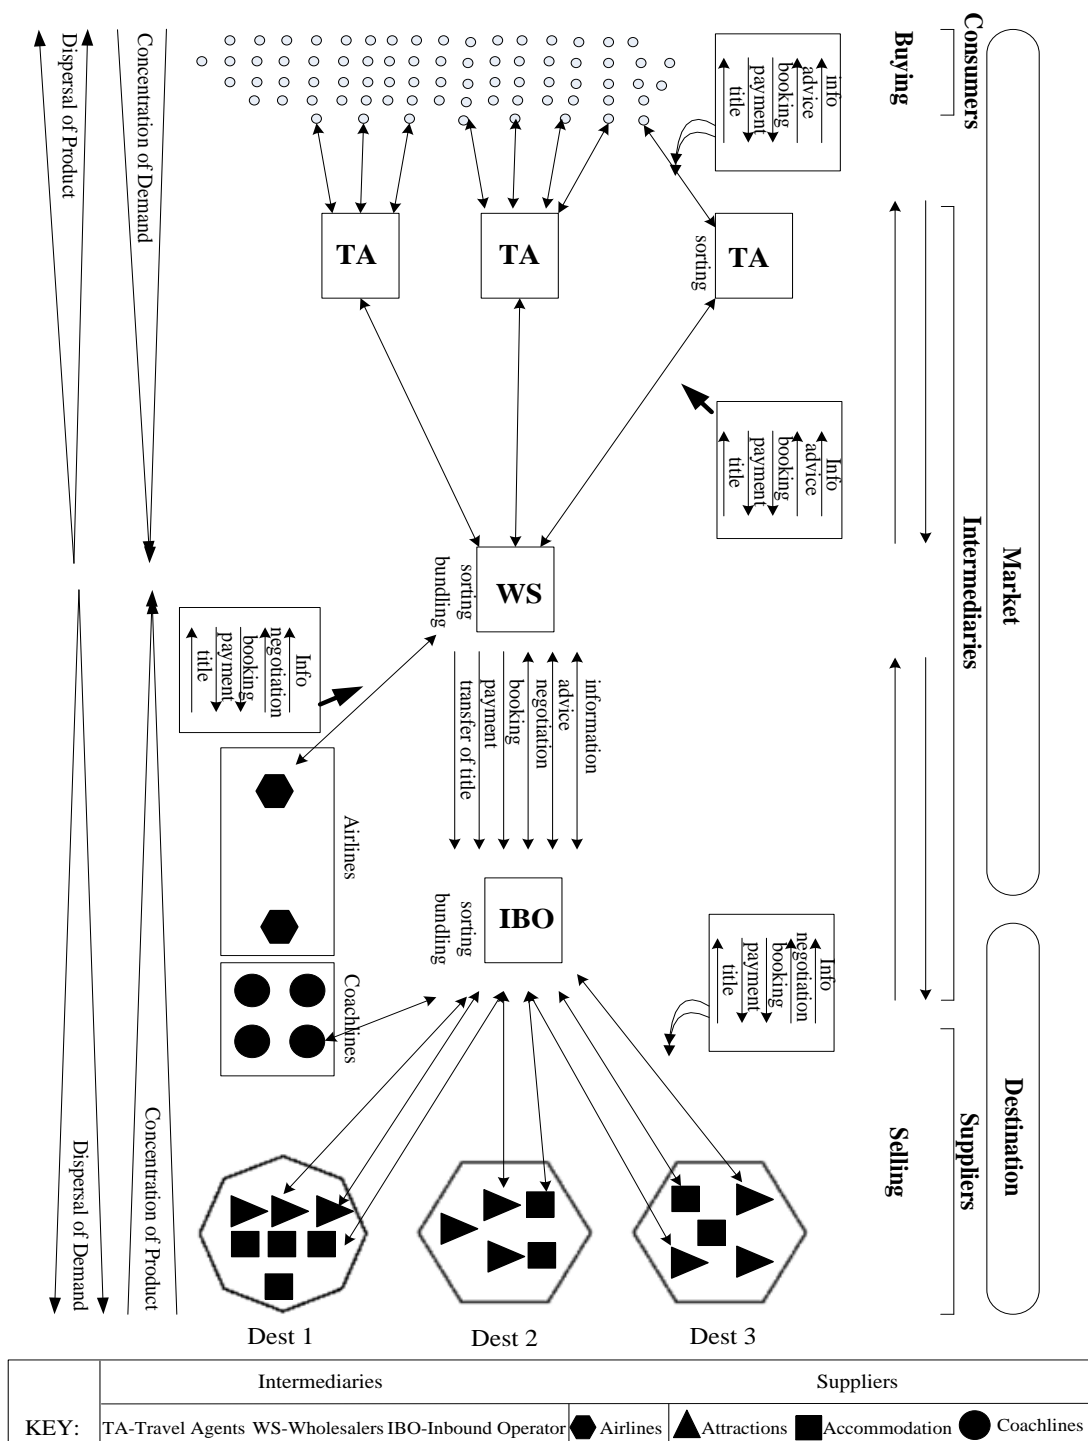 Consumers
Buying
Dispersal of Product
Concentration of Demand
info
advice
booking
payment
title
TA
TA
TA
sorting
Info
advice
booking
payment
title
Intermediaries
Market
WS
sorting
bundling
Info
negotiation
booking
payment
title
information
advice
negotiation
booking
payment
transfer of title
Airlines
IBO
sorting
bundling
Coachlines
Info
negotiation
booking
payment
title
Destination
Suppliers
Selling
Concentration of Product
Dispersal of Demand
Dest 1
Dest 2
Dest 3
Intermediaries
Suppliers
KEY:
TA-Travel Agents WS-Wholesalers IBO-Inbound Operator
Airlines
Attractions
Accommodation
Coachlines